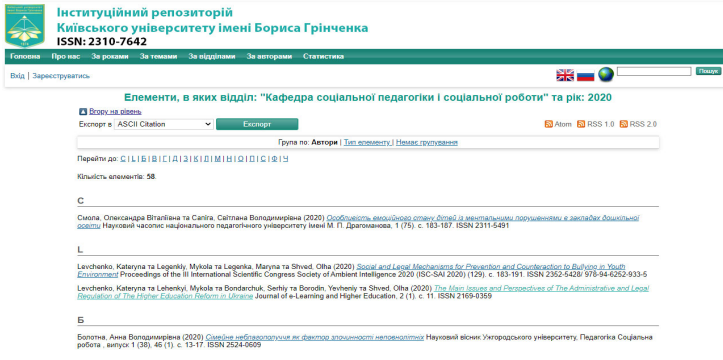 Інституційний репозиторій
Київського університету імені Бориса Грінченка
ISSN: 2310-7642
Головна Про нас За роками За темами За відділами За авторами Статистика
Вхід | Зареєструватись
Пошук
Елементи, в яких відділ: "Кафедра соціальної педагогіки і соціальної роботи" та рік: 2020
Вгору на рівень
Експорт в ASCII Citation Експорт Atom RSS 1.0 RSS 2.0
Група по: Автори | Тип елементу | Немає групування
Перейти до: C | L | Б | В | Г | Д | З | К | Л | М | Н | О | П | С | Ф | Ч
Кількість елементів: 58.
C
Cмола, Олександра Віталіївна та Сапіга, Світлана Володимирівна (2020) Особливість емоційного стану дітей із ментальними порушеннями в закладах дошкільної
освіти Науковий часопис національного педагогічного університету імені М. П. Драгоманова, 1 (75). с. 183-187. ISSN 2311-5491
L
Levchenko, Kateryna та Legenkiy, Mykola та Legenka, Maryna та Shved, Olha (2020) Social and Legal Mechanisms for Prevention and Counteraction to Bullying in Youth
Environment Proceedings of the III International Scientific Congress Society of Ambient Intelligence 2020 (ISC-SAI 2020) (129). с. 183-191. ISSN 2352-5428/ 978-94-6252-933-5
Levchenko, Kateryna та Lehenkyi, Mykola та Bondarchuk, Serhiy та Borodin, Yevheniy та Shved, Olha (2020) The Main Issues and Perspectives of The Administrative and Legal
Regulation of The Higher Education Reform in Ukraine Journal of e-Learning and Higher Education, 2 (1). с. 11. ISSN 2169-0359
Б
Болотна, Анна Володимирівна (2020) Сімейне неблагополуччя як фактор злочинності неповнолітніх Науковий вісник Ужгородського університету, Педагогіка Соціальна
робота , випуск 1 (38), 46 (1). с. 13-17. ISSN 2524-0609